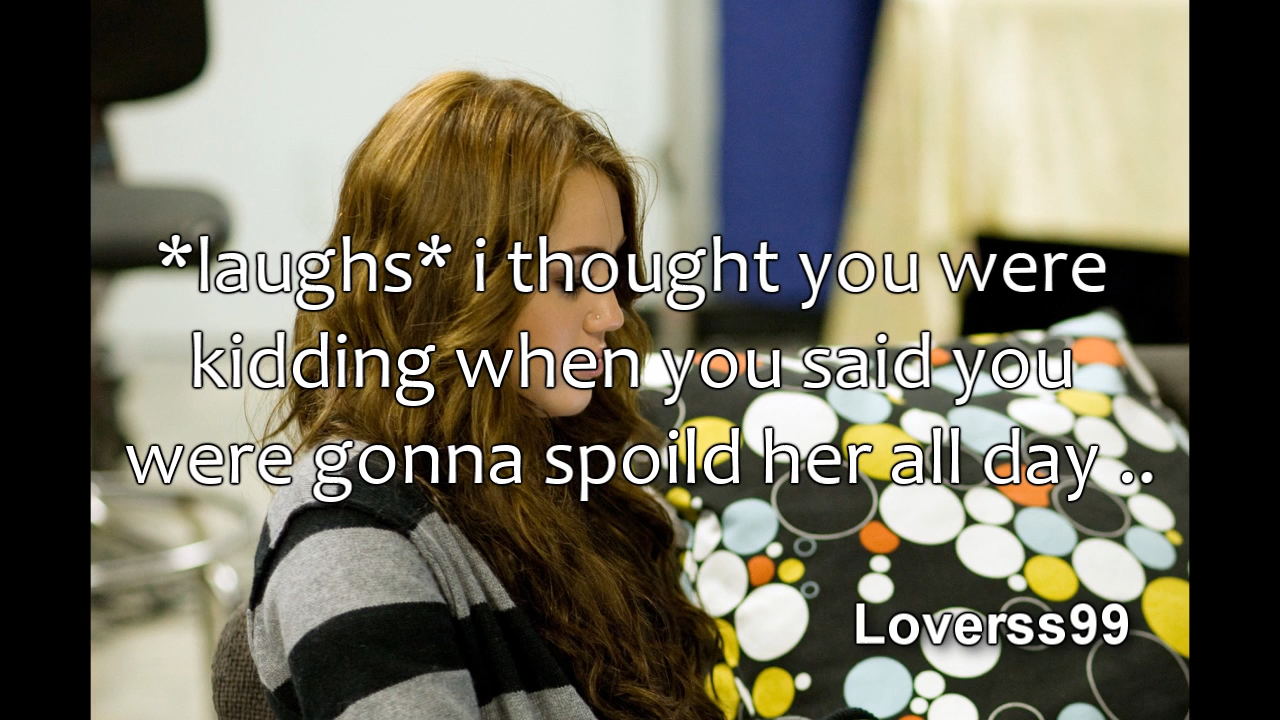 *laughs* i thought you were
kidding when you said you
were gonna spoild her all day ..
Loverss99